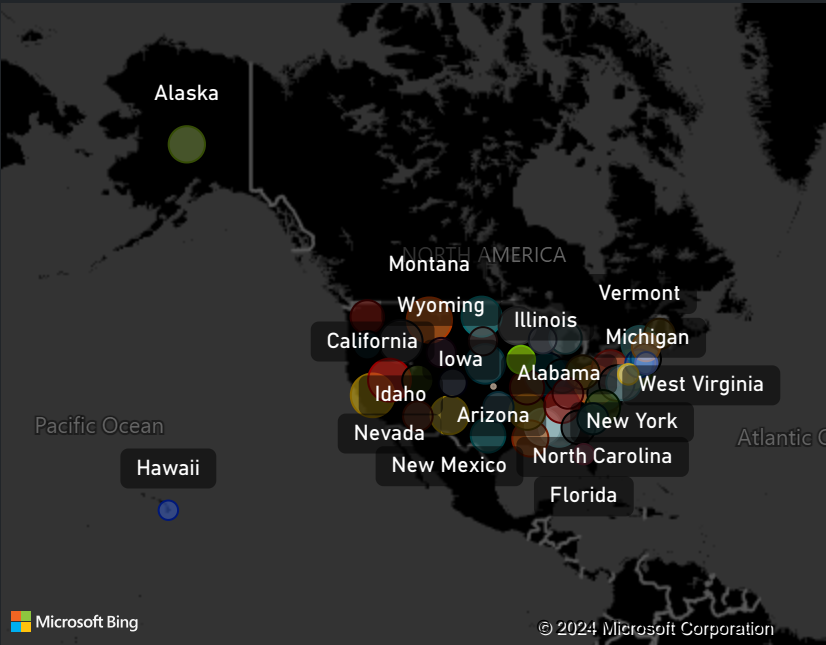 Alaska
NORTH AMERICA
Montana
Vermont
Wyoming
Illinois
California
Michigan
Iowa
Alabama
West Virginia
Idaho
Arizona
New York
Pacific Ocean
Nevada
Atlantic O
North Carolina
New Mexico
Hawaii
Florida
Microsoft Bing
© 2024 Microsoft Corporation